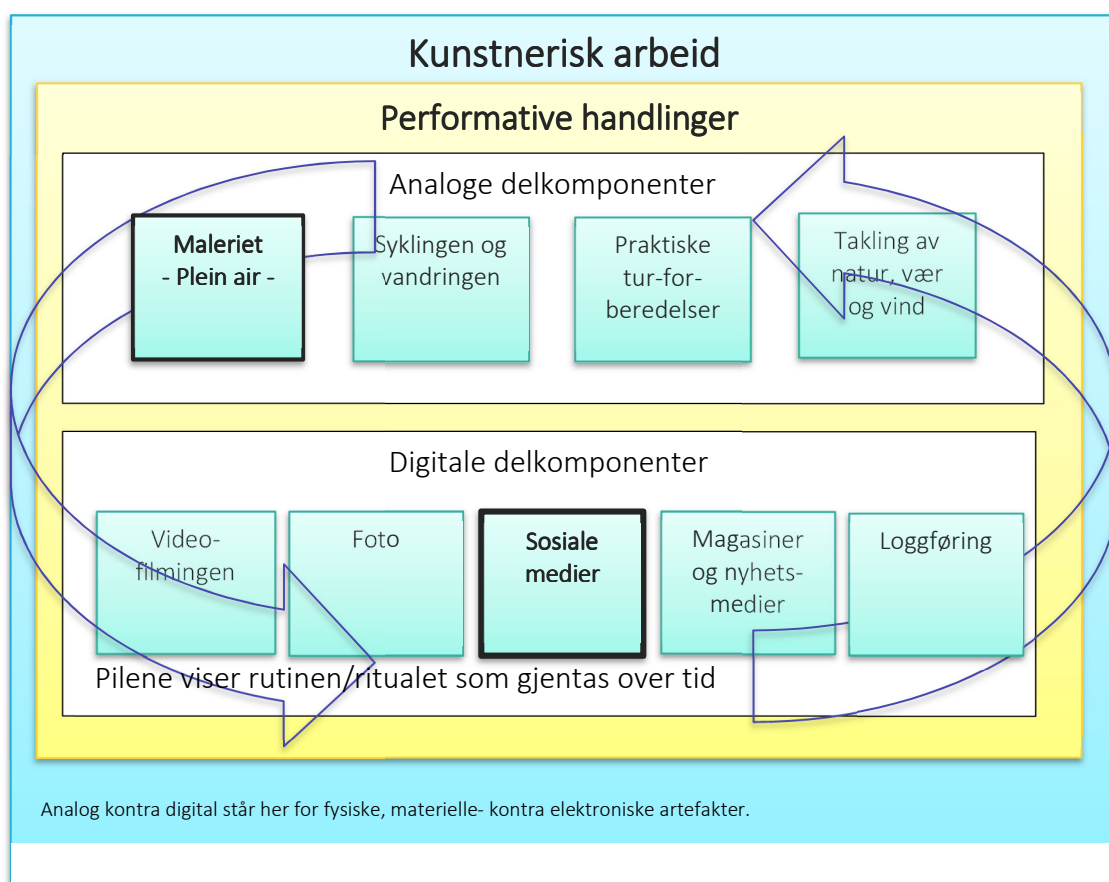 Kunstnerisk arbeid
Performative handlinger
Analoge delkomponenter
Maleriet
- Plein air -
Syklingen og
vandringen
Praktiske
tur-for-
beredelser
Takling av
natur, vær
og vind
Digitale delkomponenter
Video-
filmingen
Foto
Sosiale
medier
Magasiner
og nyhets-
medier
Loggføring
Pilene viser rutinen/ritualet som gjentas over tid
Analog kontra digital står her for fysiske, materielle- kontra elektroniske artefakter.